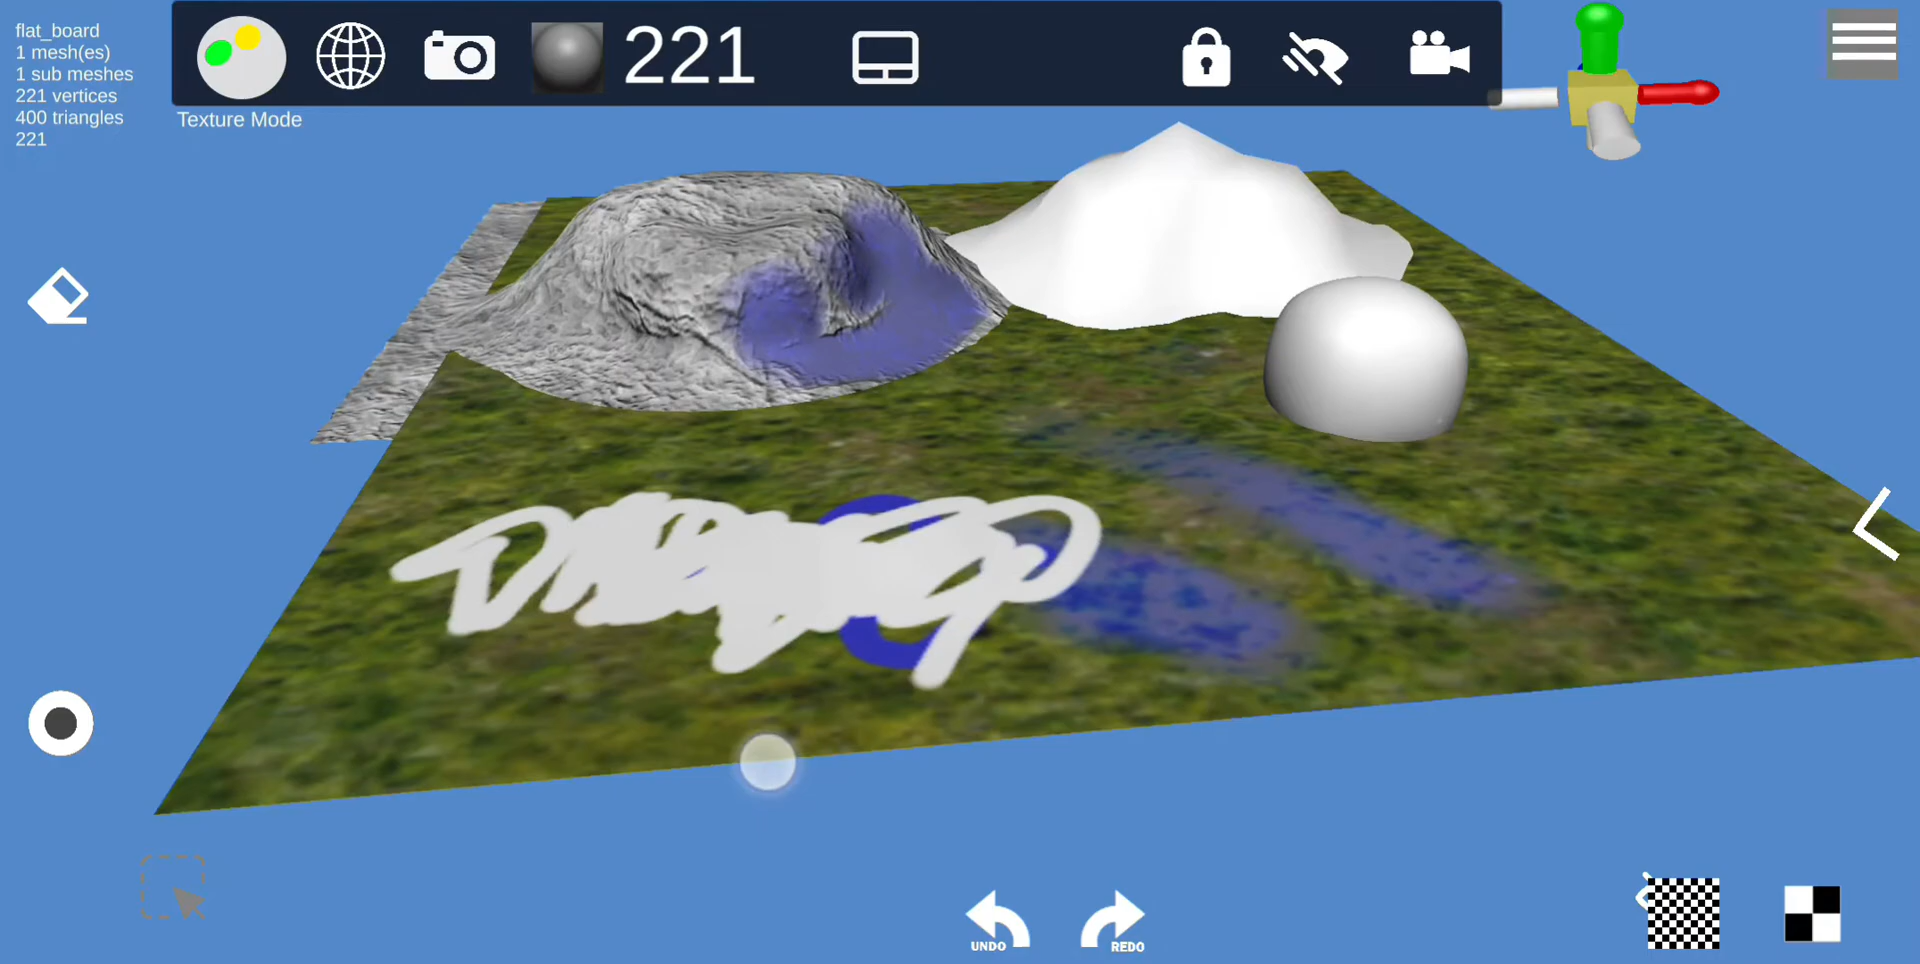 flat_board
1 mesh(es)
1 sub meshes
221 vertices
400 triangles
221
221
Texture Mode
UNDO
REDO